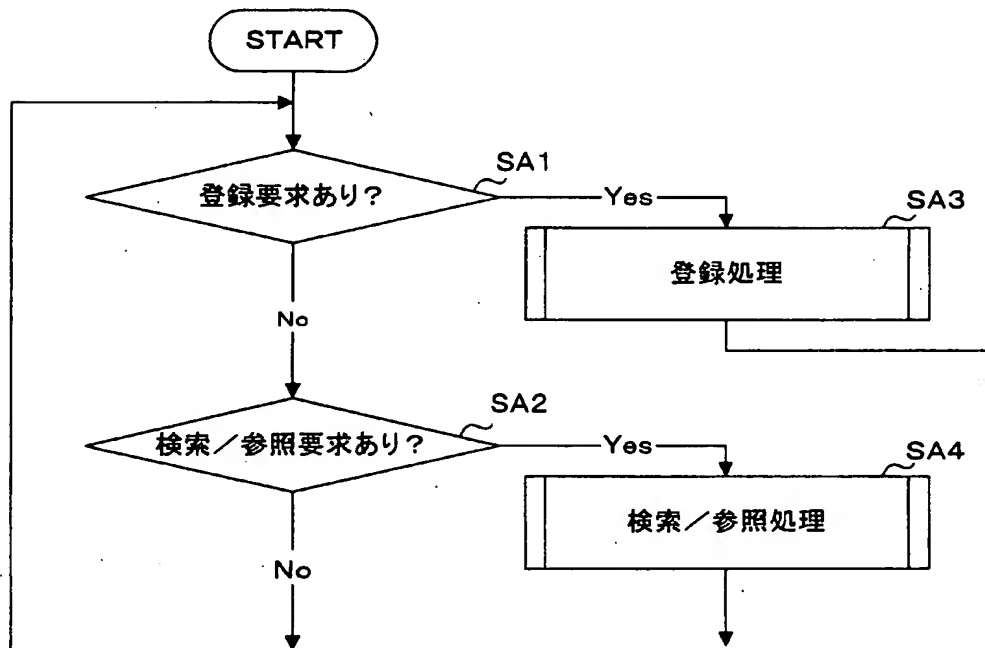 START
SA1
登録要求あり?
Yes
SA3
登録処理
No
SA2
検索/参照要求あり?
Yes
SA4
検索/参照処理
No